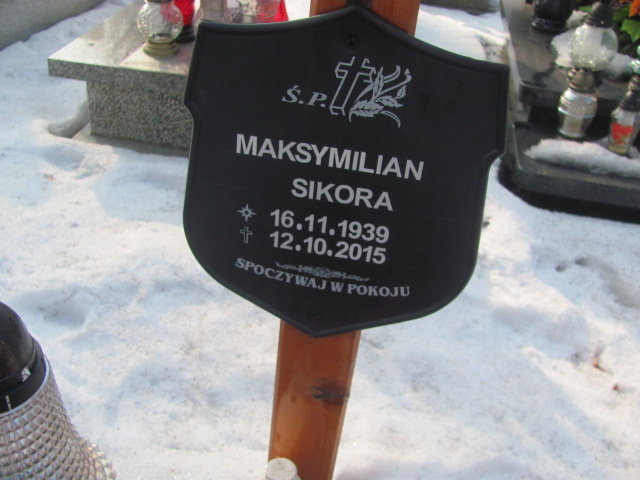 Ś.P.
MAKSYMILIAN
SIKORA
16.11.1939
12.10.2015
SPOCZYWAJ W POKOJU